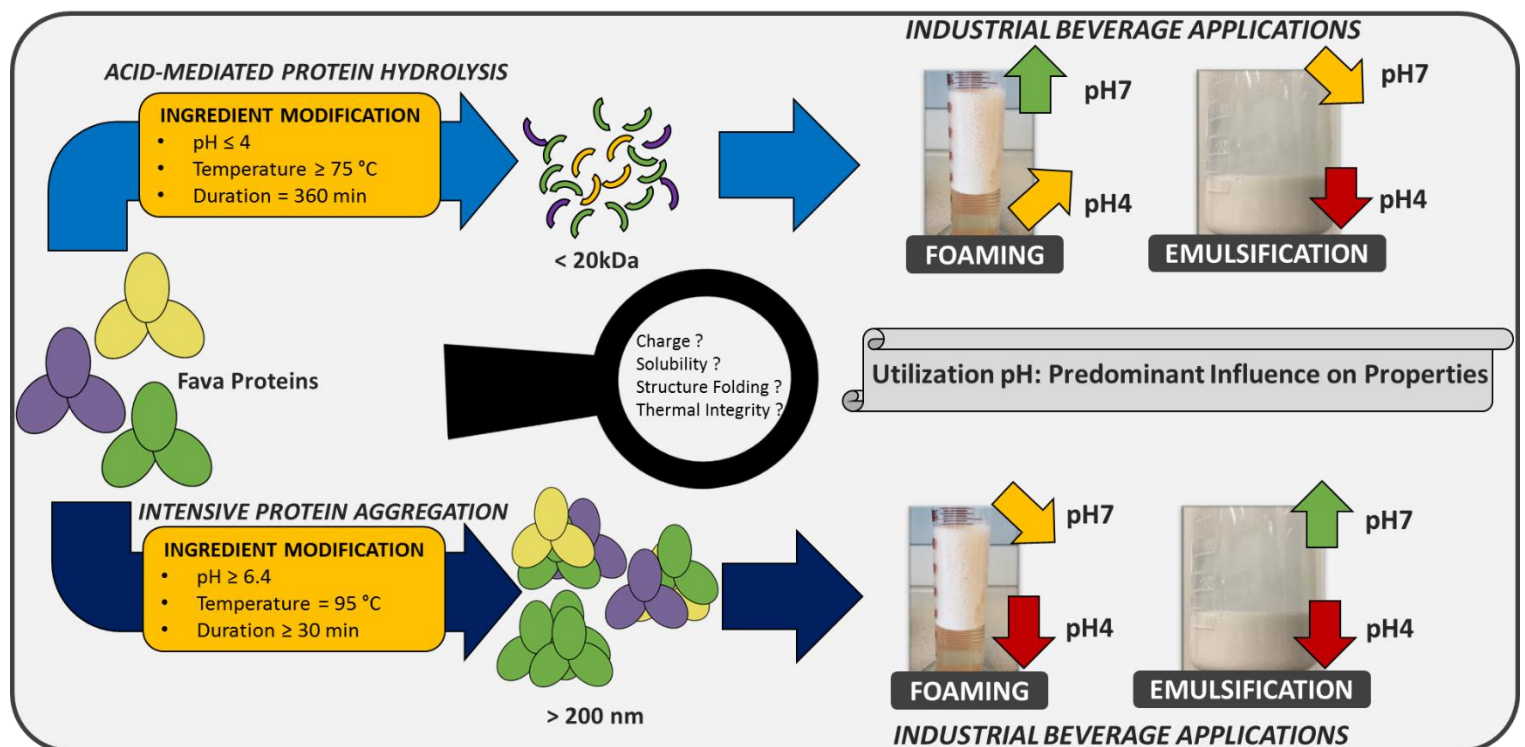 ACID-MEDIATED PROTEIN HYDROLYSIS
INGREDIENT MODIFICATION
• pH ≤ 4
• Temperature ≥ 75 °C
• Duration = 360 min
< 20kDa
INDUSTRIAL BEVERAGE APPLICATIONS
pH7
pH4
FOAMING
pH7
pH4
EMULSIFICATION
Fava Proteins
Charge ?
Solubility ?
Structure Folding ?
Thermal Integrity ?
Utilization pH: Predominant Influence on Properties
INTENSIVE PROTEIN AGGREGATION
INGREDIENT MODIFICATION
• pH ≥ 6.4
• Temperature = 95 °C
• Duration ≥ 30 min
> 200 nm
pH7
pH4
FOAMING
pH7
pH4
EMULSIFICATION
INDUSTRIAL BEVERAGE APPLICATIONS